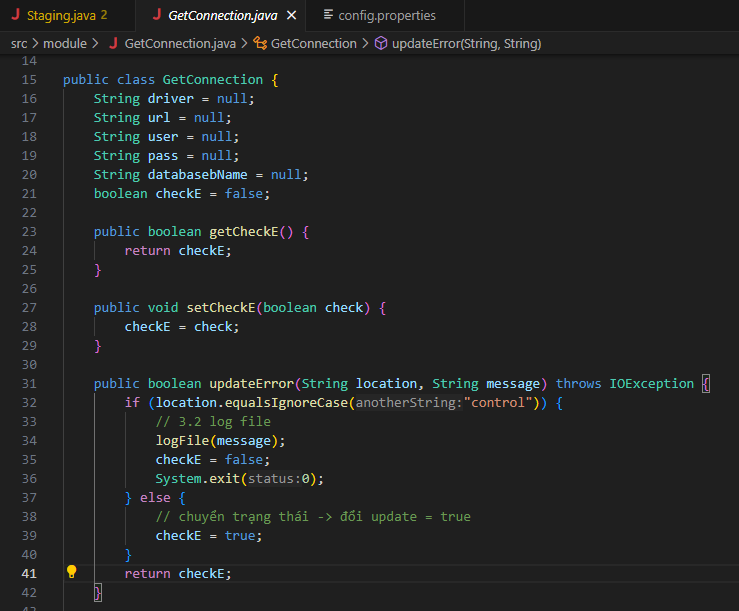 J Staging.java 2 J GetConnection.java × config.properties
src > module > J GetConnection.java > GetConnection > updateError(String, String)
14
15 public class GetConnection {
16 String driver = null;
17 String url = null;
18 String user = null;
19 String pass = null;
20 String databasebName = null;
21 boolean checkE = false;
22
23 public boolean getCheckE() {
24 return checkE;
25 }
26
27 public void setCheckE(boolean check) {
28 checkE = check;
29 }
30
31 public boolean updateError(String location, String message) throws IOException {
32 if (location.equalsIgnoreCase(anotherString:"control")) {
33 // 3.2 log file
34 logFile(message);
35 checkE = false;
36 System.exit(status:0);
37 } else {
38 // chuyển trạng thái -> đổi update = true
39 checkE = true;
40 }
41 return checkE;
42 }